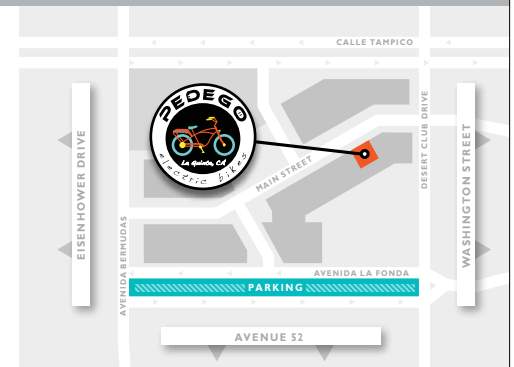 CALLE TAMPICO
PEDEGO
La Quinta, CA
electric bikes
MAIN STREET
DESERT CLUB DRIVE
EISENHOWER DRIVE
WASHINGTON STREET
AVENIDA BERMUDAS
AVENIDA LA FONDA
PARKING
AVENUE 52